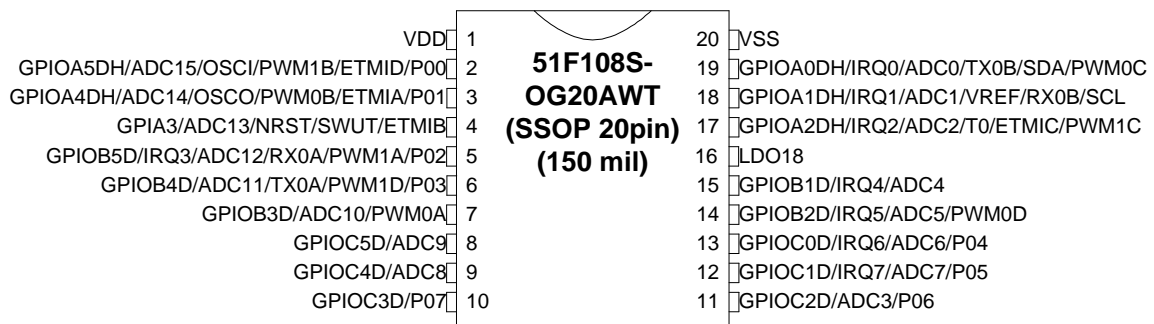 VDD 1 20 VSS
GPIOA5DH/ADC15/OSCI/PWM1B/ETMID/P00 2 51F108S- 19 GPIOA0DH/IRQ0/ADC0/TX0B/SDA/PWM0C
GPIOA4DH/ADC14/OSCO/PWM0B/ETMIA/P01 3 OG20AWT 18 GPIOA1DH/IRQ1/ADC1/VREF/RX0B/SCL
GPIA3/ADC13/NRST/SWUT/ETMIB 4 (SSOP 20pin) 17 GPIOA2DH/IRQ2/ADC2/T0/ETMIC/PWM1C
GPIOB5D/IRQ3/ADC12/RX0A/PWM1A/P02 5 (150 mil) 16 LDO18
GPIOB4D/ADC11/TX0A/PWM1D/P03 6 15 GPIOB1D/IRQ4/ADC4
GPIOB3D/ADC10/PWM0A 7 14 GPIOB2D/IRQ5/ADC5/PWM0D
GPIOC5D/ADC9 8 13 GPIOC0D/IRQ6/ADC6/P04
GPIOC4D/ADC8 9 12 GPIOC1D/IRQ7/ADC7/P05
GPIOC3D/P07 10 11 GPIOC2D/ADC3/P06